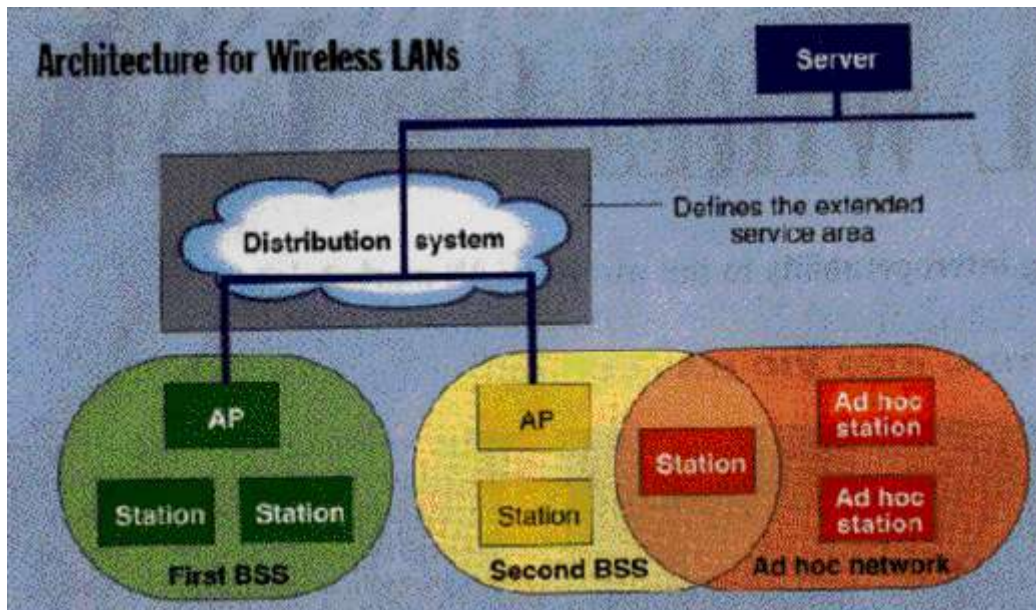 Architecture for Wireless LANs
Server
Distribution system
Defines the extended
service area
AP
Station
Station
First BSS
AP
Station
Second BSS
Station
Ad hoc
station
Ad hoc
station
Ad hoc network